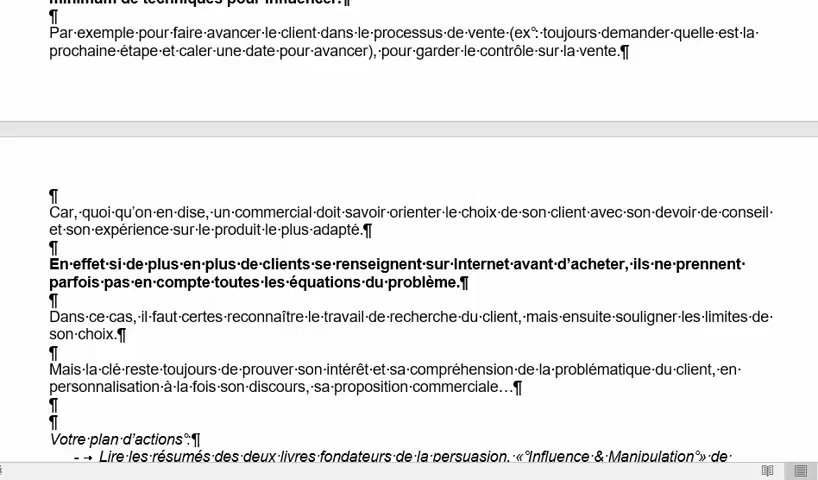 minimum de techniques pour influencer.¶
¶
Par·exemple·pour·faire·avancer·le·client·dans·le·processus·de·vente·(ex°:·toujours·demander·quelle·est·la·
prochaine·étape·et·caler·une·date·pour·avancer),·pour·garder·le·contrôle·sur·la·vente.¶
¶
Car,·quoi·qu’on·en·dise,·un·commercial·doit·savoir·orienter·le·choix·de·son·client·avec·son·devoir·de·conseil·
et·son·expérience·sur·le·produit·le·plus·adapté.¶
¶
En·effet·si·de·plus·en·plus·de·clients·se·renseignent·sur·Internet·avant·d’acheter,·ils·ne·prennent·
parfois·pas·en·compte·toutes·les·équations·du·problème.¶
¶
Dans·ce·cas,·il·faut·certes·reconnaître·le·travail·de·recherche·du·client,·mais·ensuite·souligner·les·limites·de·
son·choix.¶
¶
Mais·la·clé·reste·toujours·de·prouver·son·intérêt·et·sa·compréhension·de·la·problématique·du·client,·en·
personnalisation·à·la·fois·son·discours,·sa·proposition·commerciale…¶
¶
¶
Votre·plan·d’actions°:¶
-→Lire·les·résumés·des·deux·livres·fondateurs·de·la·persuasion,·«°Influence·&·Manipulation°»·de·